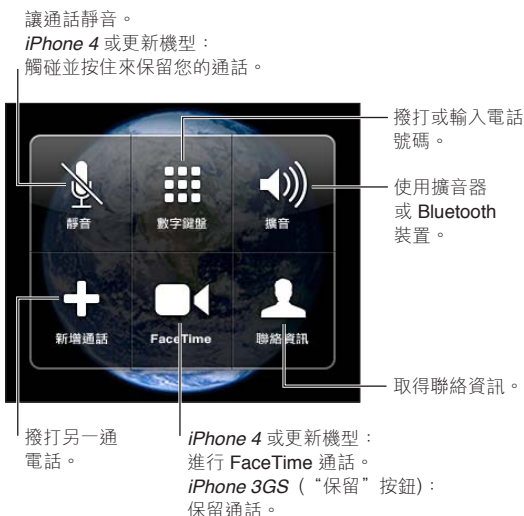 讓通話靜音。
iPhone 4 或更新機型：
觸碰並按住來保留您的通話。
撥打或輸入電話
號碼。
使用擴音器
或 Bluetooth
裝置。
靜音
數字鍵盤
擴音
新增通話
FaceTime
聯絡資訊
取得聯絡資訊。
撥打另一通
電話。
iPhone 4 或更新機型：
進行 FaceTime 通話。
iPhone 3GS（“保留”按鈕)：
保留通話。